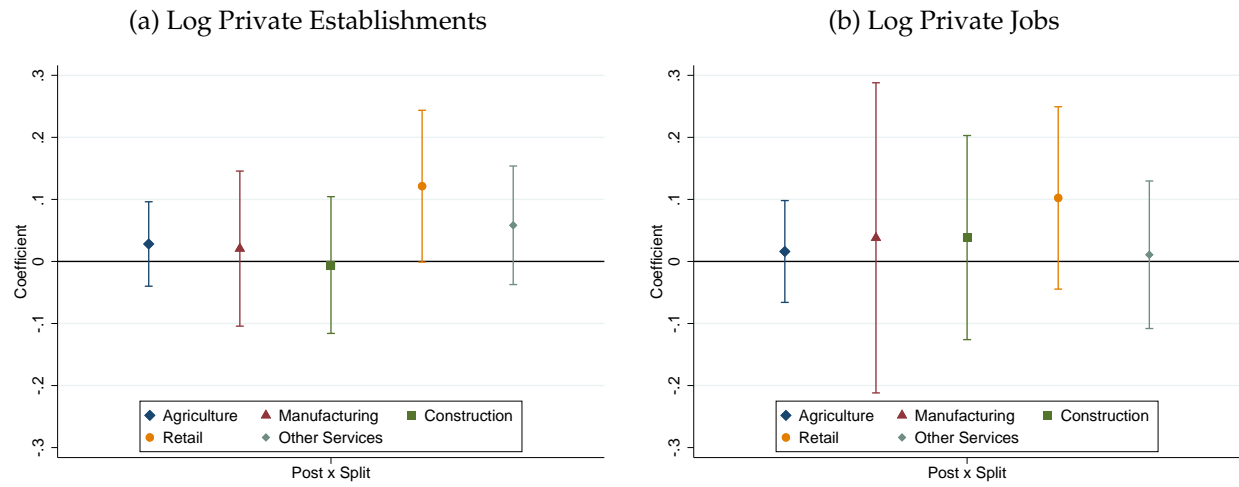 (a) Log Private Establishments
Coefficient
.3
.2
.1
0
-.1
-.2
-.3
Agriculture Manufacturing Construction
Retail Other Services
Post x Split
(b) Log Private Jobs
Coefficient
.3
.2
.1
0
-.1
-.2
-.3
Agriculture Manufacturing Construction
Retail Other Services
Post x Split